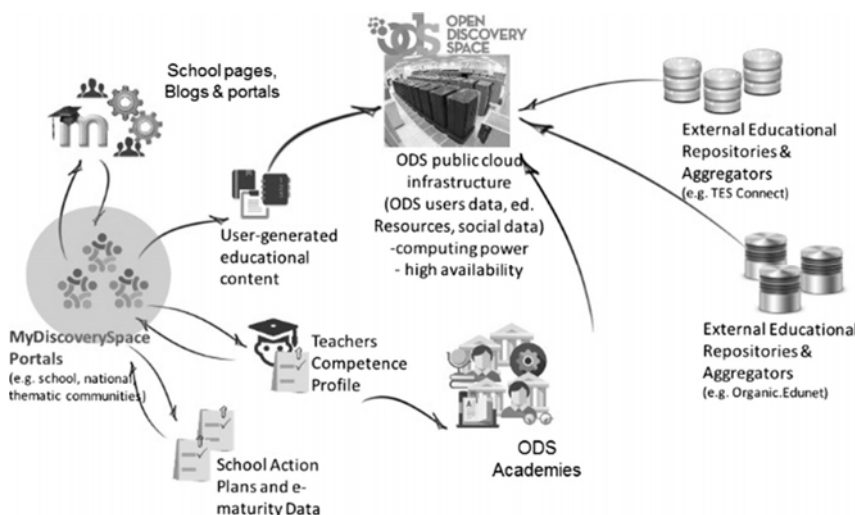 ods OPEN
DISCOVERY
SPACE
School pages,
Blogs & portals
m
User-generated
educational
content
ODS public cloud
infrastructure
(ODS users data, ed.
Resources, social data)
-computing power
- high availability
External Educational
Repositories &
Aggregators
(e.g. TES Connect)
MyDiscoverySpace
Portals
(e.g. school, national,
thematic communities)
Teachers
Competence
Profile
School Action
Plans and e-
maturity Data
A
ODS
Academies
External Educational
Repositories &
Aggregators
(e.g. Organic.Edunet)